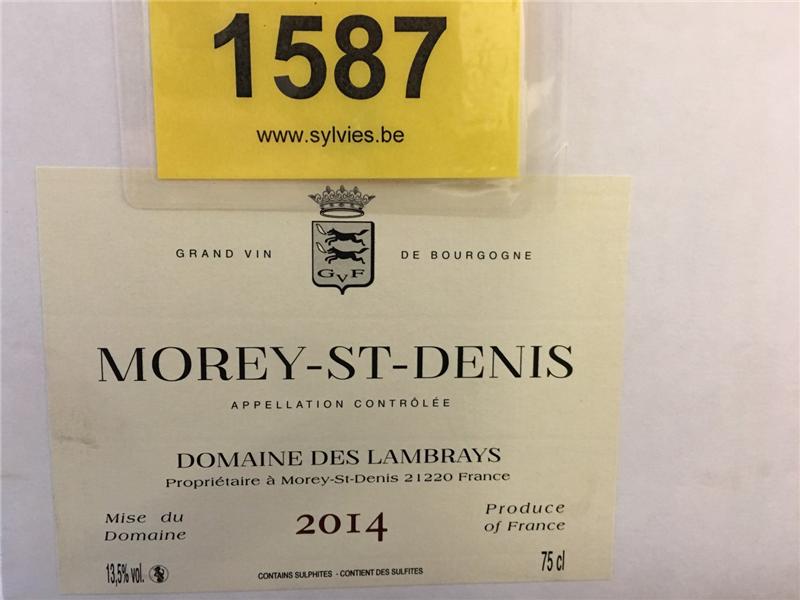 1587
www.sylvies.be
GRAND VIN DE BOURGOGNE
GVF
MOREY-ST-DENIS
APPELLATION CONTRÔLÉE
DOMAINE DES LAMBRAYS
Propriétaire à Morey-St-Denis 21220 France
Mise du Domaine
2014
Produce of France
13,5% vol.
CONTAINS SULPHITES - CONTIENT DES SULFITES
75 cl